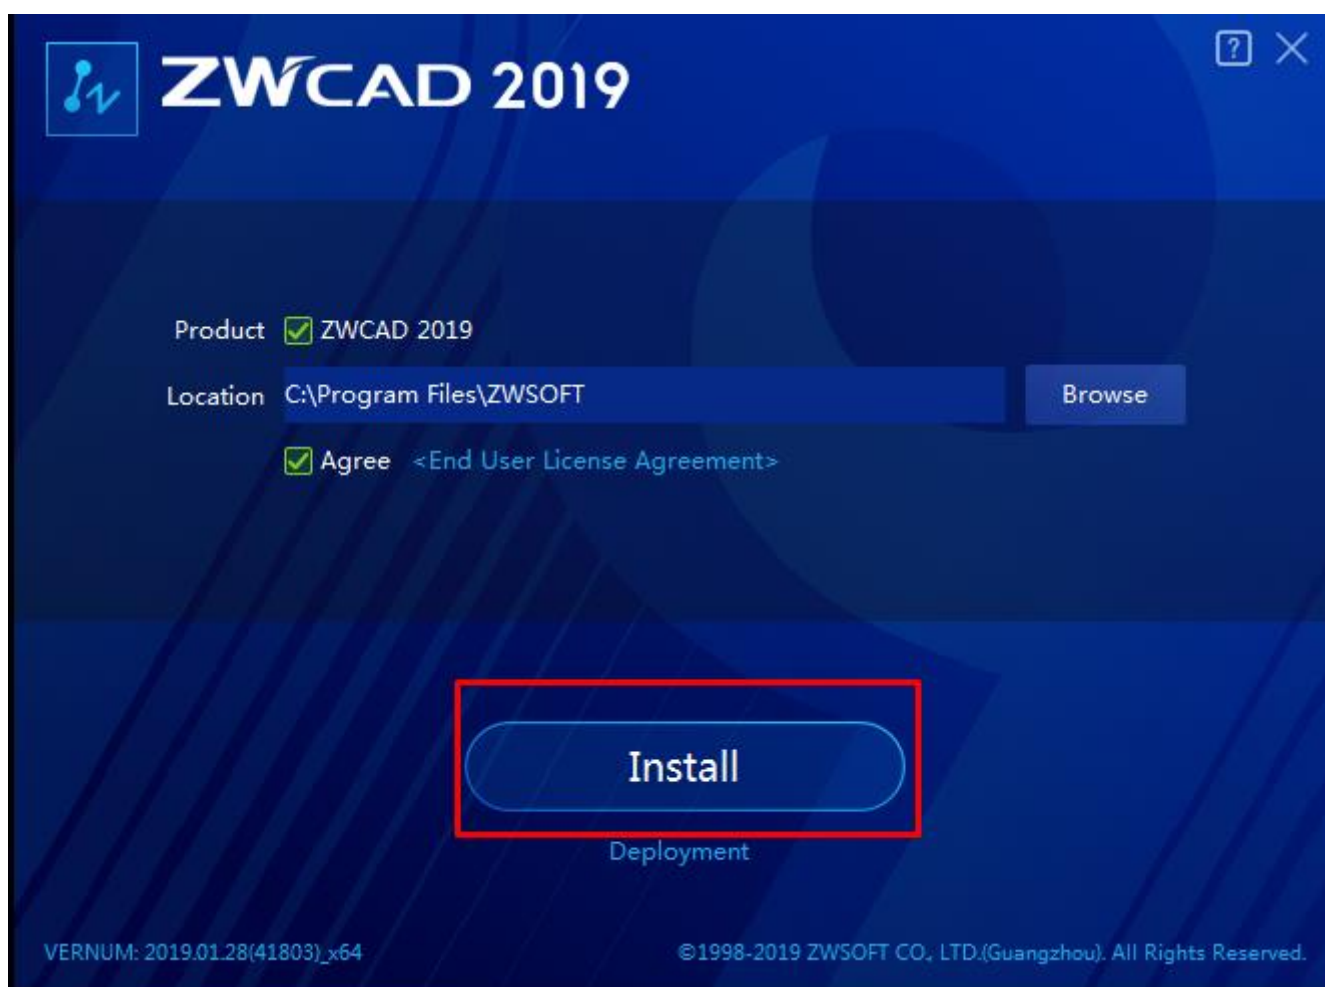 ZWCAD 2019
Product ZWCAD 2019
Location C:\Program Files\ZWSOFT Browse
Agree <End User License Agreement>
Install
Deployment
VERNUM: 2019.01.28(41803)_x64 ©1998-2019 ZWSOFT CO., LTD.(Guangzhou). All Rights Reserved.